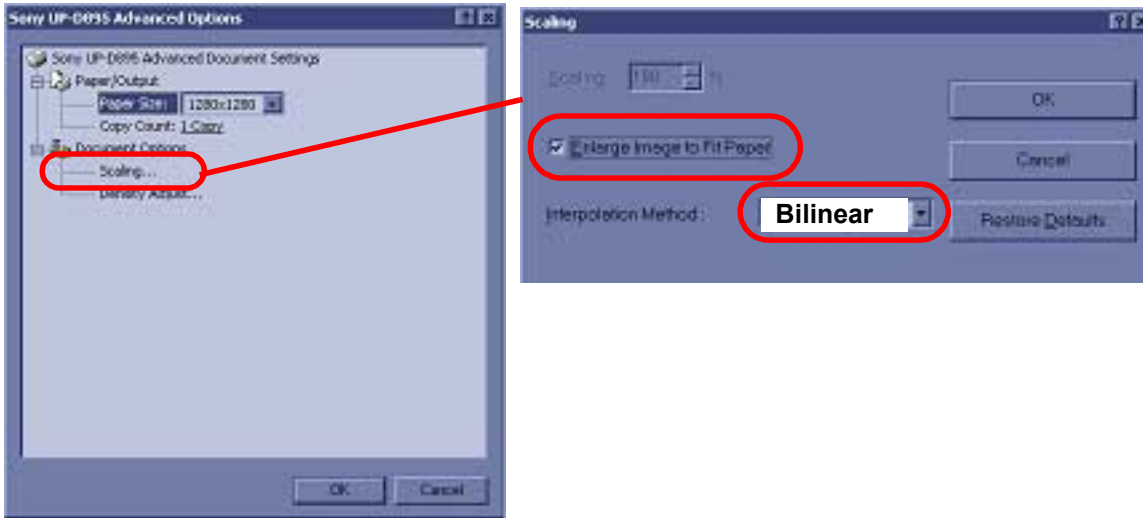 Sony UP-D895 Advanced Options
Sony UP-D895 Advanced Document Settings
Paper/Output
Paper Size: 1280x1280
Copy Count: 1 Copy
Document Options
Scaling...
Density Adjust...
OK Cancel
Scaling
Scaling: %
OK
Enlarge Image to Fit Paper
Cancel
Interpolation Method: Bilinear
Restore Defaults